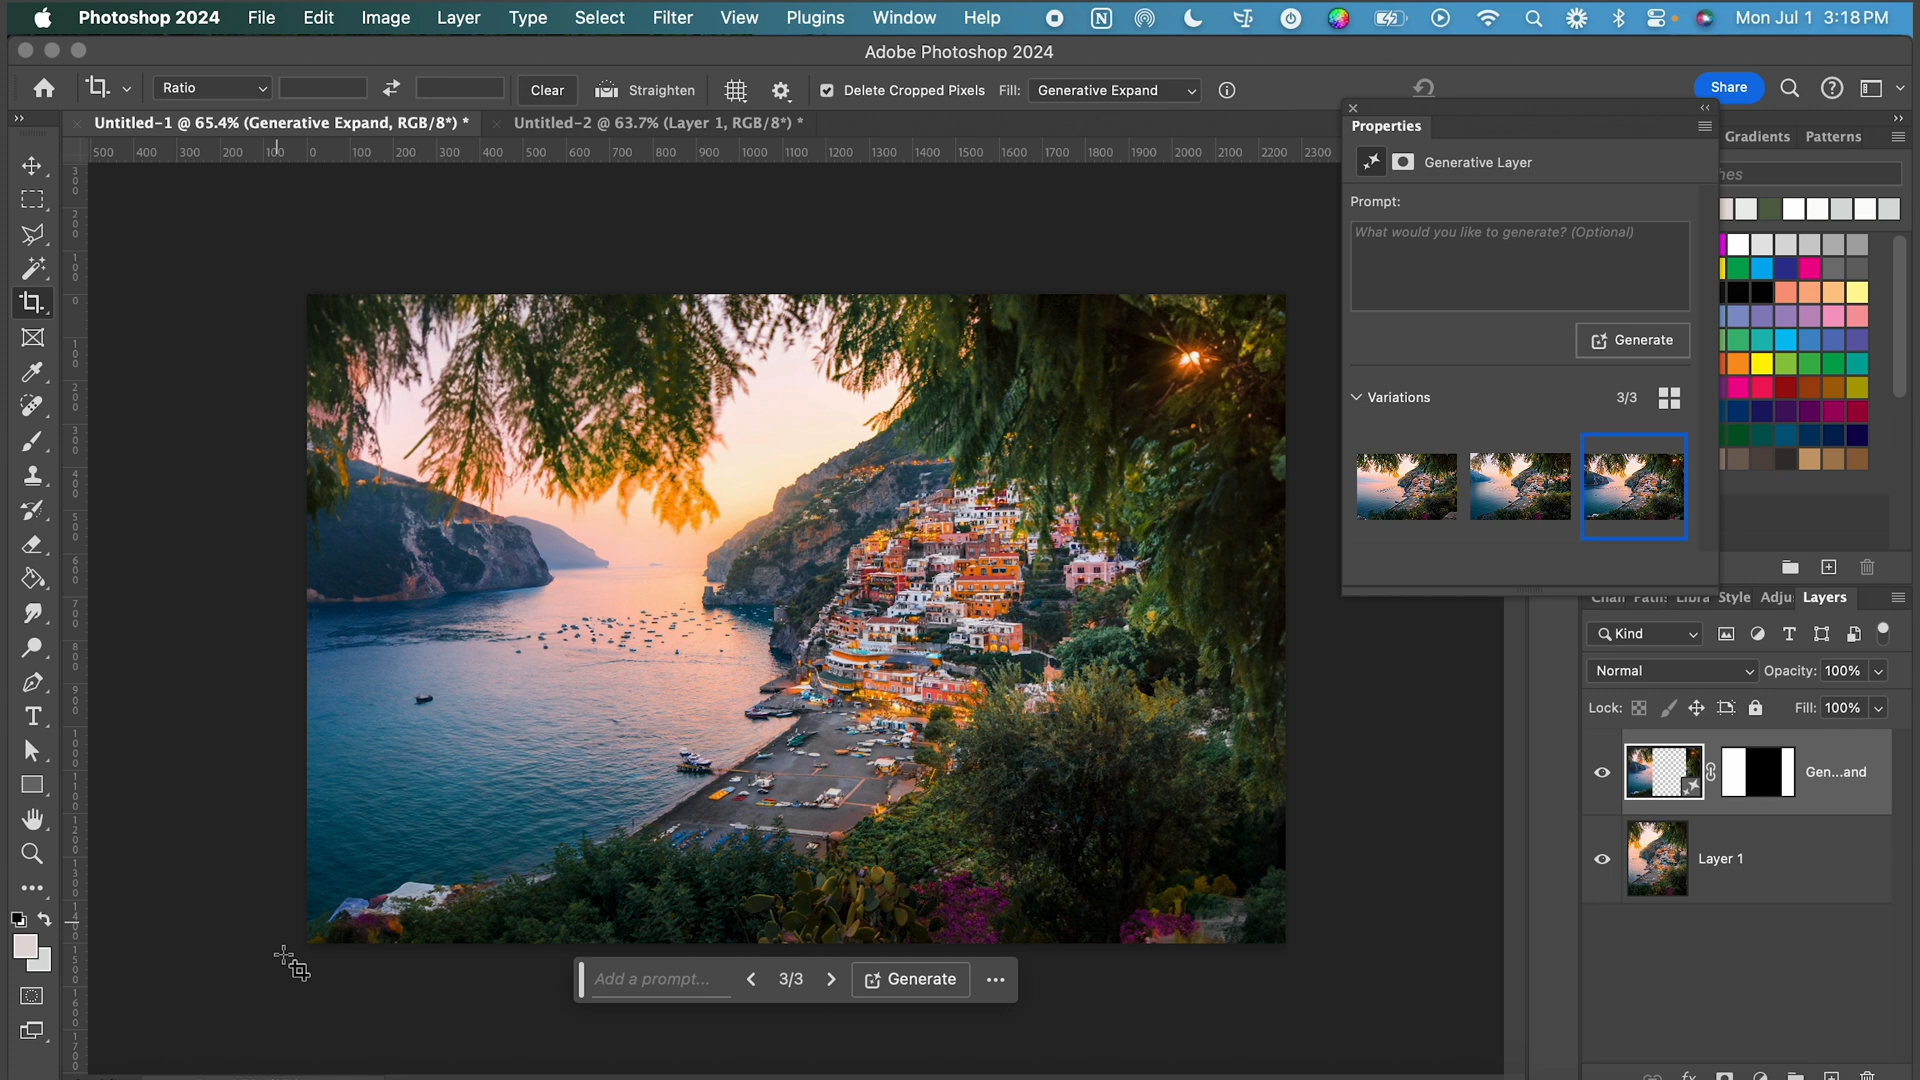 Photoshop 2024 File Edit Image Layer Type Select Filter View Plugins Window Help Mon Jul 1 3:18 PM
Adobe Photoshop 2024
Ratio Clear Straighten Delete Cropped Pixels Fill: Generative Expand Share
Untitled-1 @ 65.4% (Generative Expand, RGB/8*) * Untitled-2 @ 63.7% (Layer 1, RGB/8*) *
500 400 300 200 100 0 100 200 300 400 500 600 700 800 900 1000 1100 1200 1300 1400 1500 1600 1700 1800 1900 2000 2100 2200 2300
Properties
Gradients Patterns
Generative Layer
Prompt:
What would you like to generate? (Optional)
Generate
Variations 3/3
Style Adju Layers
Kind
Normal Opacity: 100%
Lock: Fill: 100%
Gen...and
Layer 1
Add a prompt... 3/3 Generate